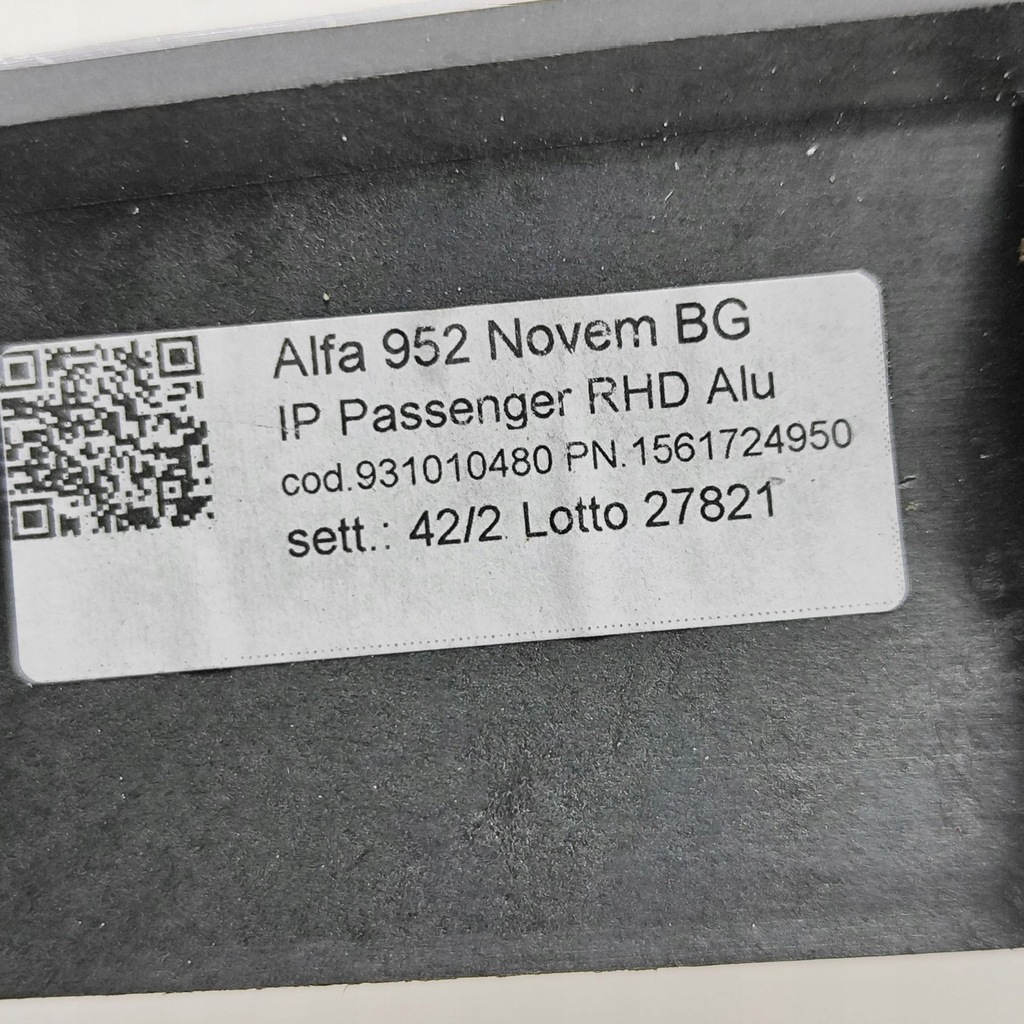 Alfa 952 Novem BG
IP Passenger RHD Alu
cod.931010480 PN.1561724950
sett.: 42/2 Lotto 27821